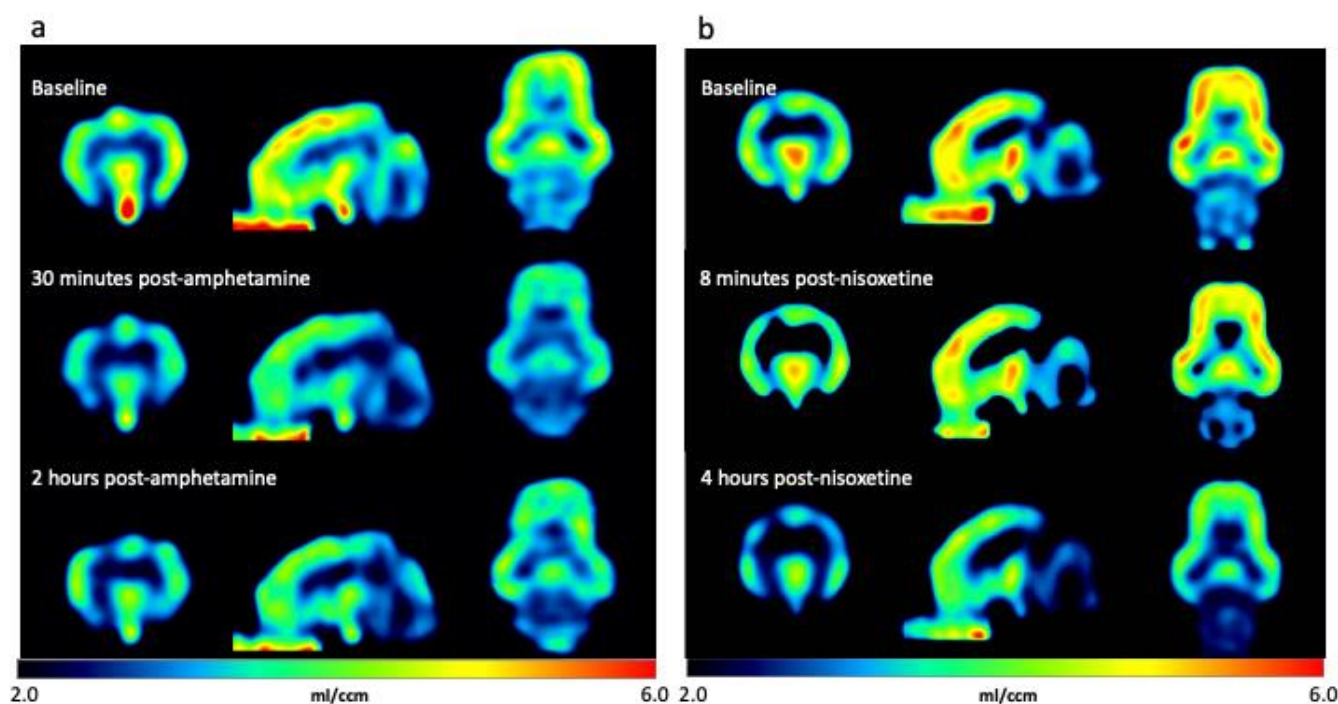 a
Baseline
30 minutes post-amphetamine
2 hours post-amphetamine
2.0 ml/ccm 6.0
b
Baseline
8 minutes post-nisoxetine
4 hours post-nisoxetine
2.0 ml/ccm 6.0